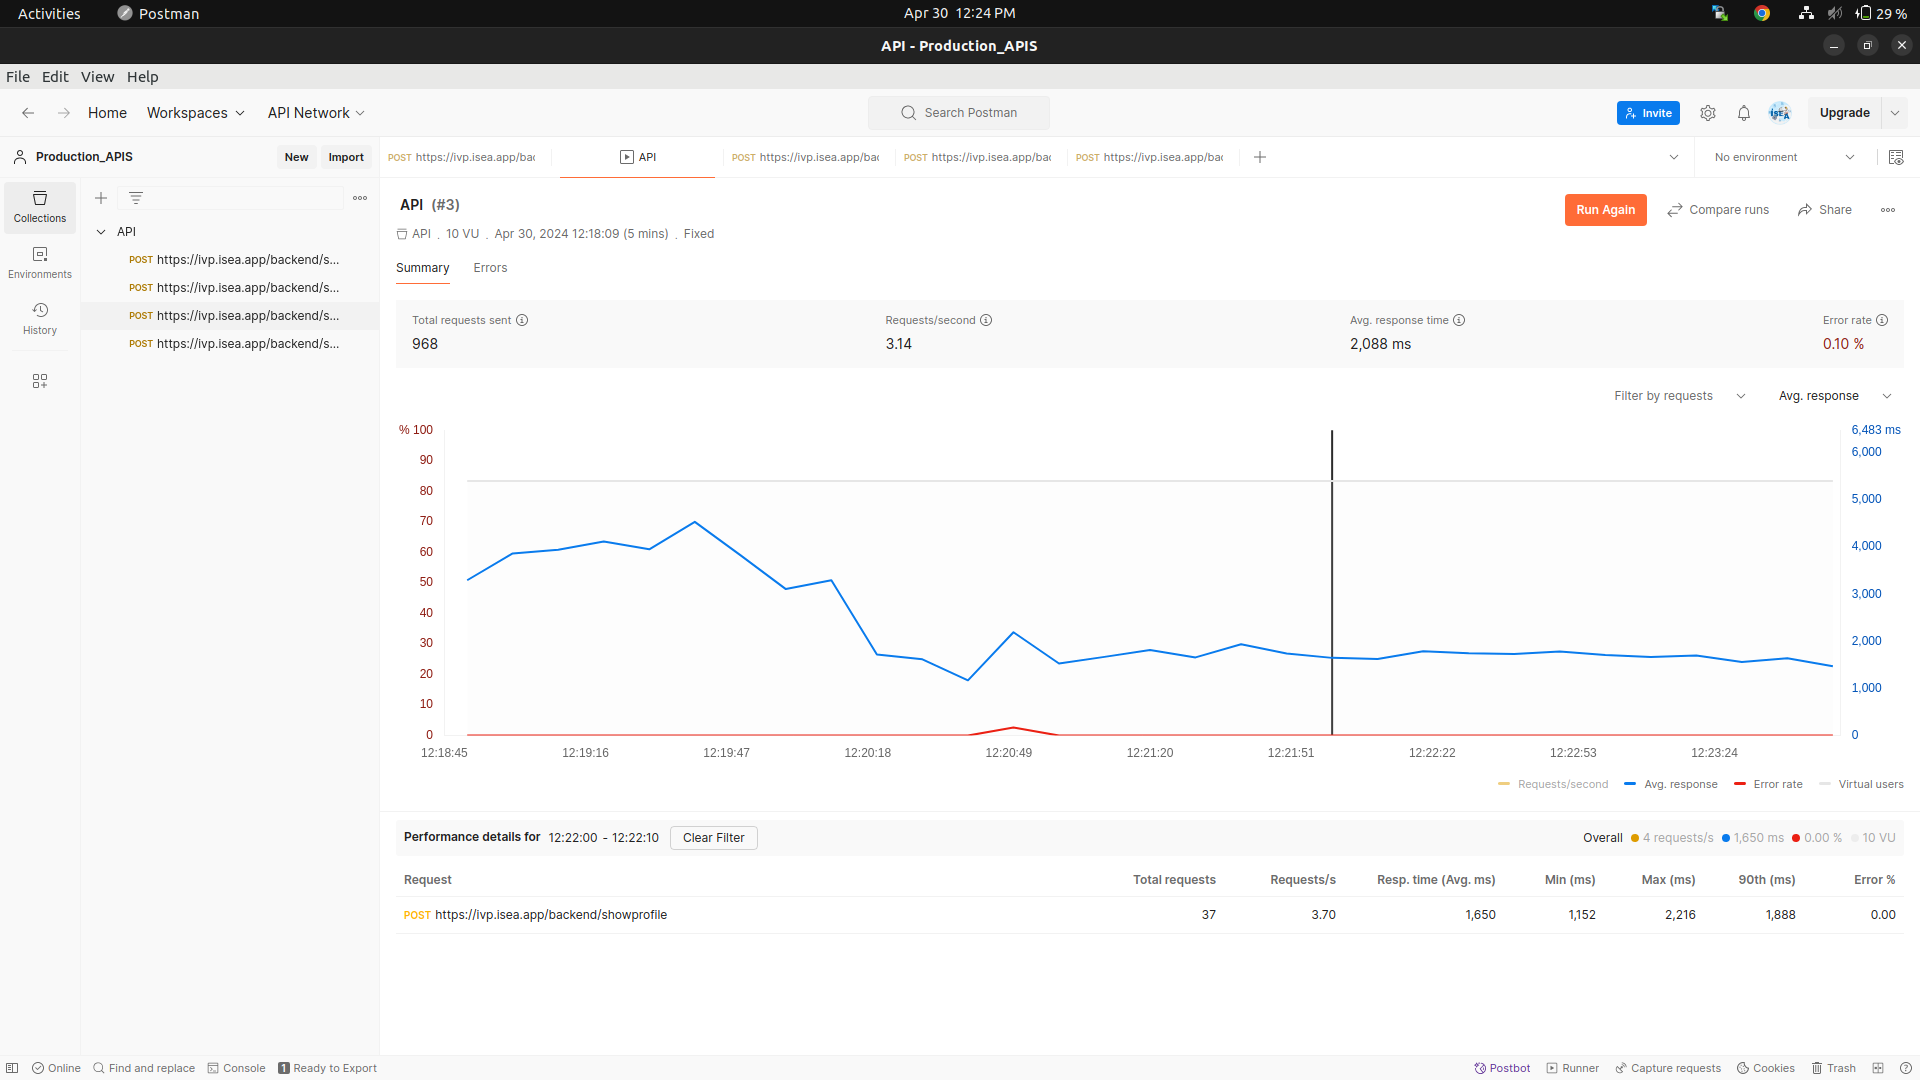 Activities Postman Apr 30 12:24 PM 29 %
API - Production_APIS
File Edit View Help
Home Workspaces API Network Search Postman Invite Upgrade
Production_APIS New Import POST https://ivp.isea.app/bac API POST https://ivp.isea.app/bac POST https://ivp.isea.app/bac POST https://ivp.isea.app/bac No environment
Collections
Environments
History
API
POST https://ivp.isea.app/backend/s...
POST https://ivp.isea.app/backend/s...
POST https://ivp.isea.app/backend/s...
POST https://ivp.isea.app/backend/s...
API (#3) Run Again Compare runs Share
API . 10 VU . Apr 30, 2024 12:18:09 (5 mins) . Fixed
Summary Errors
Total requests sent Requests/second Avg. response time Error rate
968 3.14 2,088 ms 0.10 %
Filter by requests Avg. response
% 100 6,483 ms
90 6,000
80 5,000
70
60 4,000
50 3,000
40
30 2,000
20
10 1,000
0 0
12:18:45 12:19:16 12:19:47 12:20:18 12:20:49 12:21:20 12:21:51 12:22:22 12:22:53 12:23:24
Requests/second Avg. response Error rate Virtual users
Performance details for 12:22:00 - 12:22:10 Clear Filter Overall 4 requests/s 1,650 ms 0.00 % 10 VU
Request Total requests Requests/s Resp. time (Avg. ms) Min (ms) Max (ms) 90th (ms) Error %
POST https://ivp.isea.app/backend/showprofile 37 3.70 1,650 1,152 2,216 1,888 0.00
Online Find and replace Console 1 Ready to Export Postbot Runner Capture requests Cookies Trash